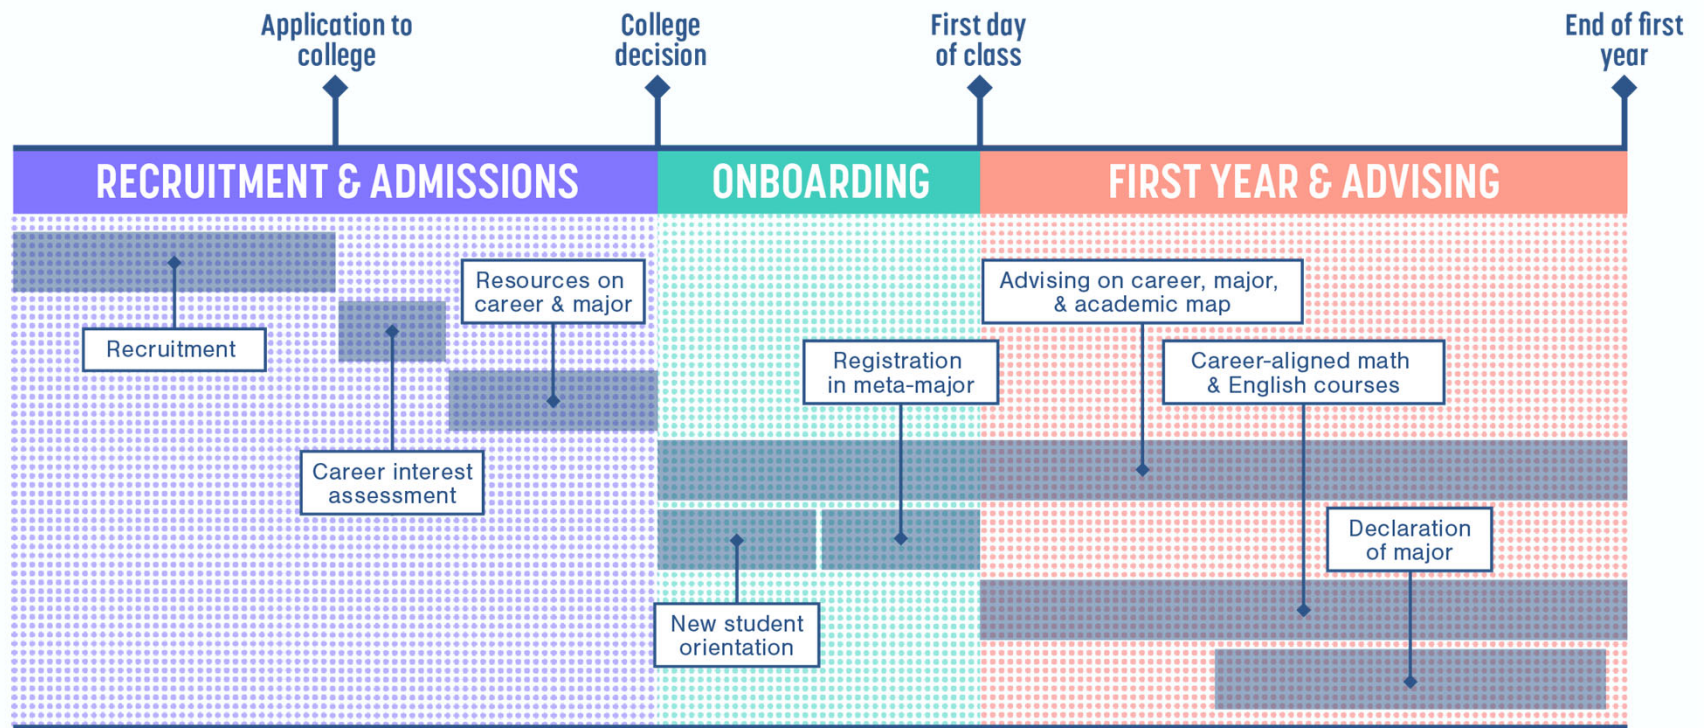 Application to
college
College
decision
First day
of class
End of first
year
RECRUITMENT & ADMISSIONS
ONBOARDING
FIRST YEAR & ADVISING
Recruitment
Career interest
assessment
Resources on
career & major
New student
orientation
Registration
in meta-major
Advising on career, major,
& academic map
Career-aligned math
& English courses
Declaration
of major